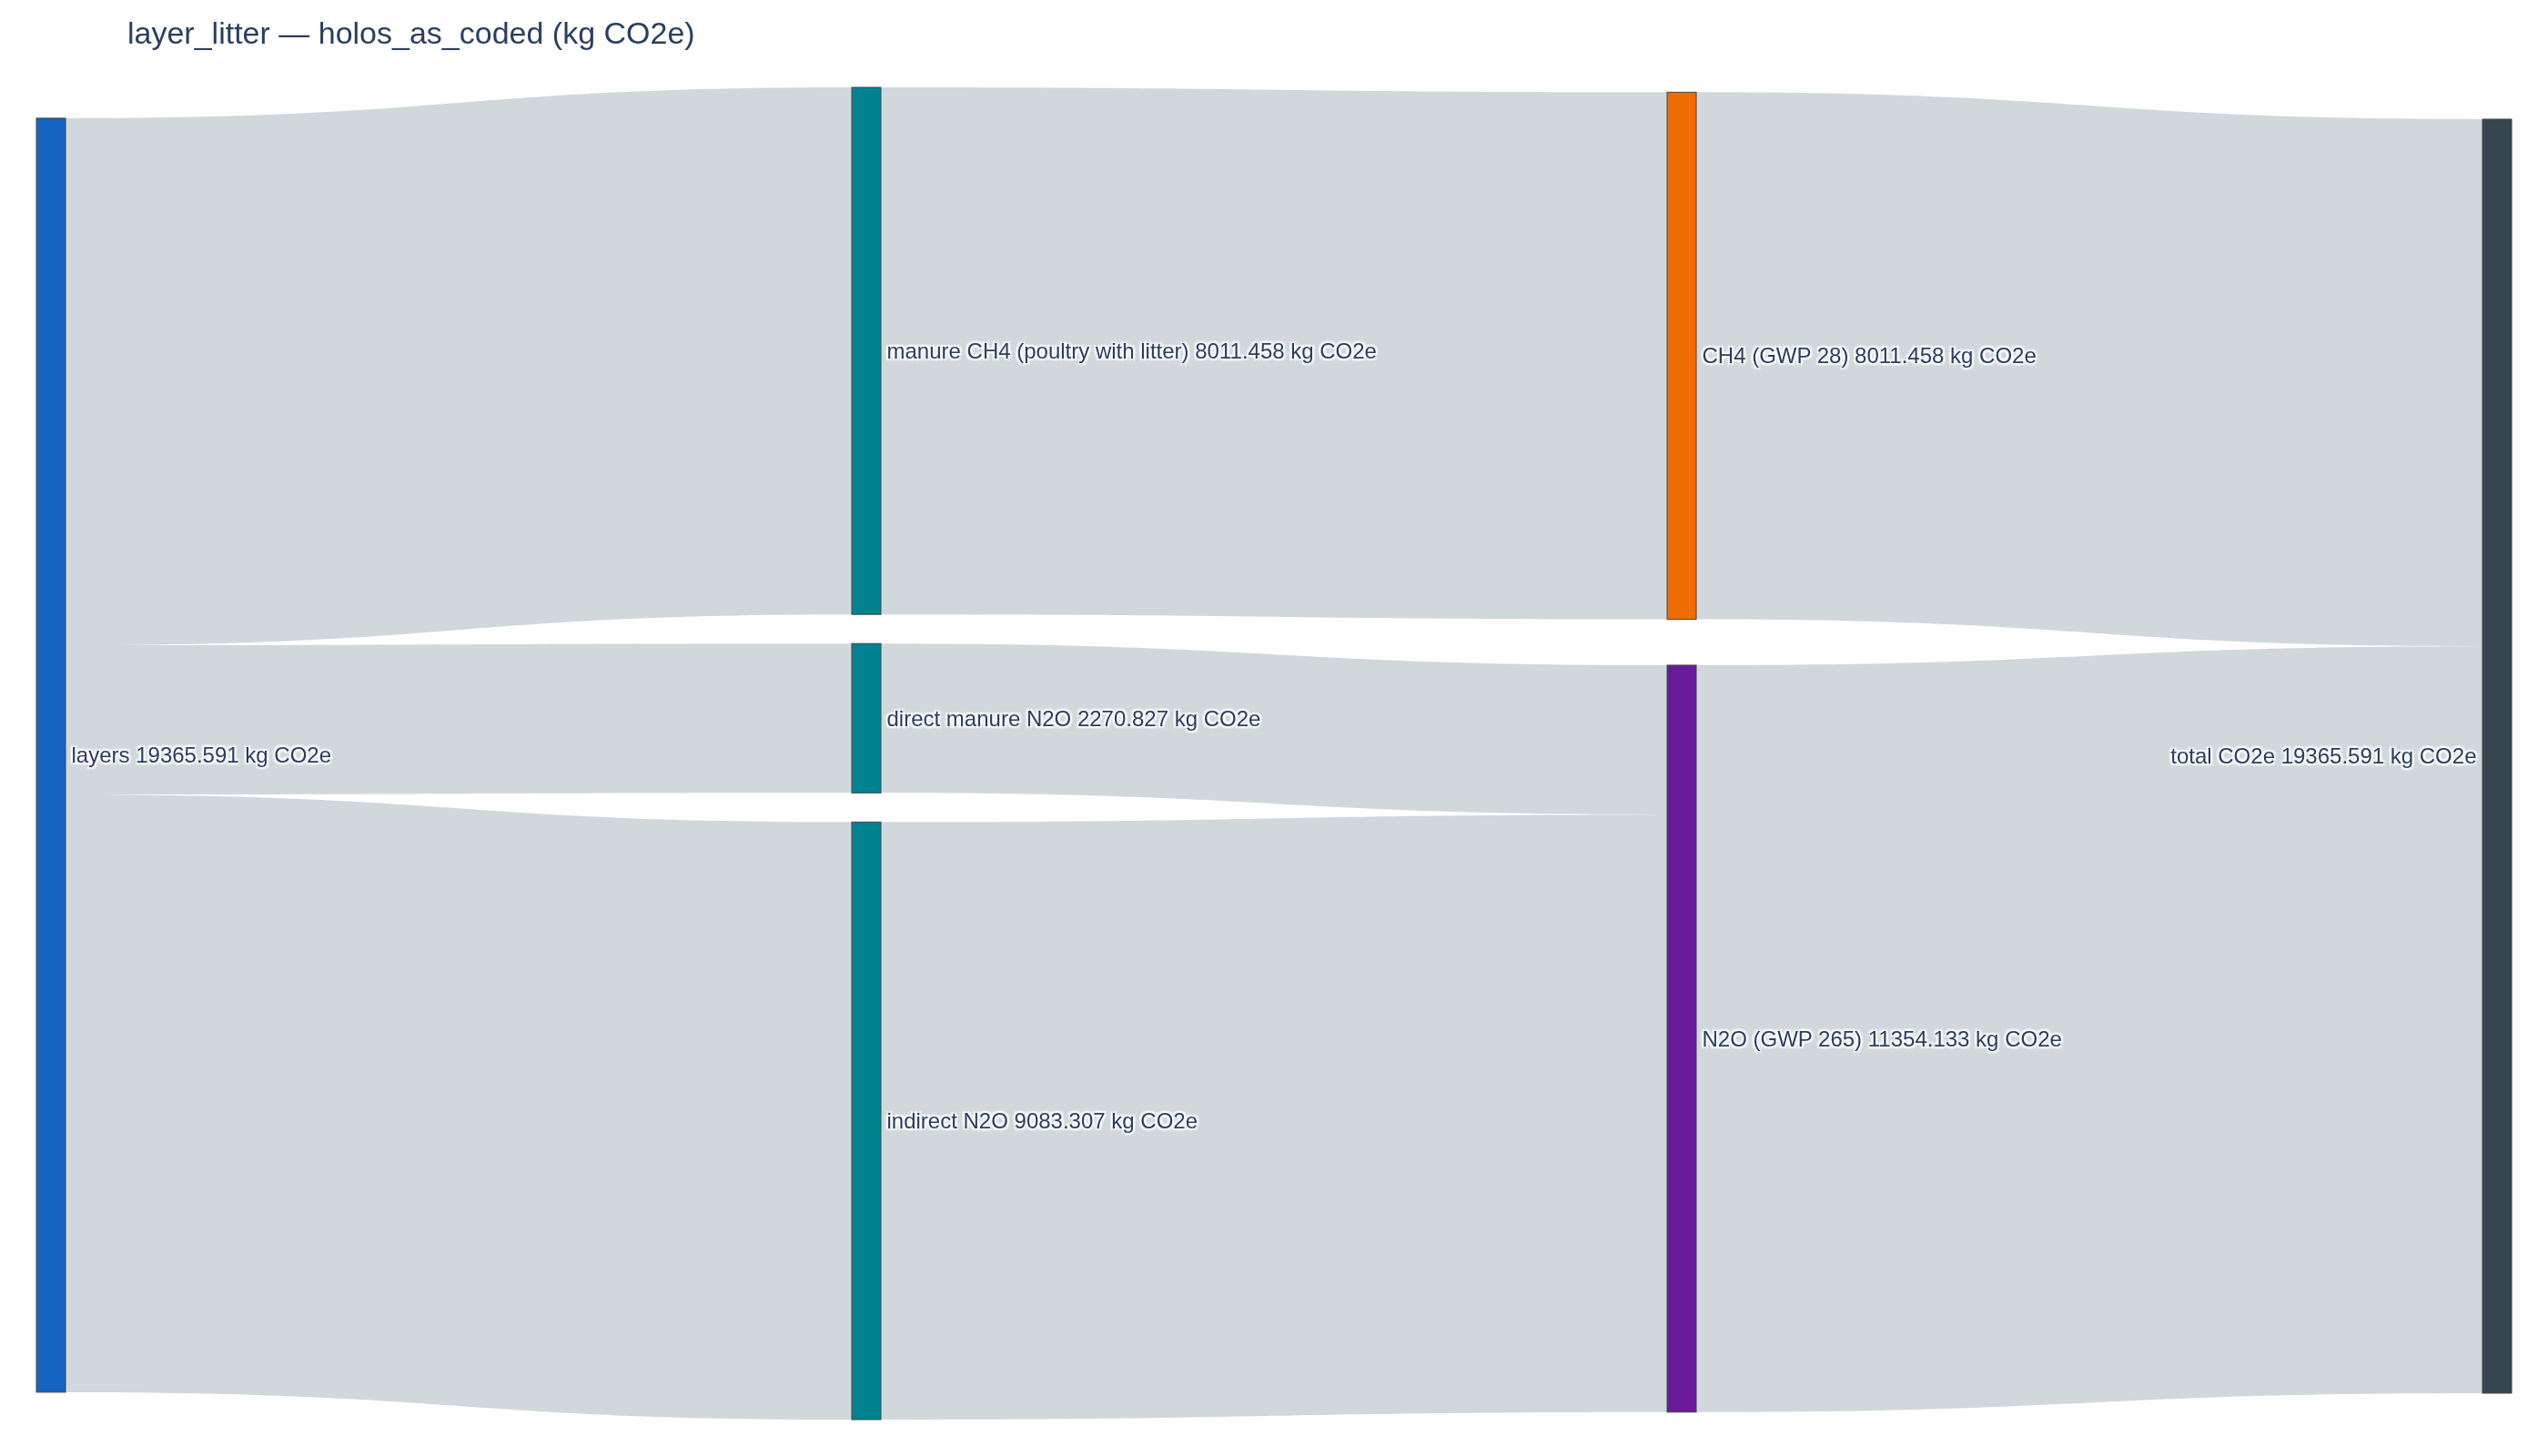 layer_litter — holos_as_coded (kg CO2e)
manure CH4 (poultry with litter) 8011.458 kg CO2e
CH4 (GWP 28) 8011.458 kg CO2e
direct manure N2O 2270.827 kg CO2e
layers 19365.591 kg CO2e
total CO2e 19365.591 kg CO2e
N2O (GWP 265) 11354.133 kg CO2e
indirect N2O 9083.307 kg CO2e